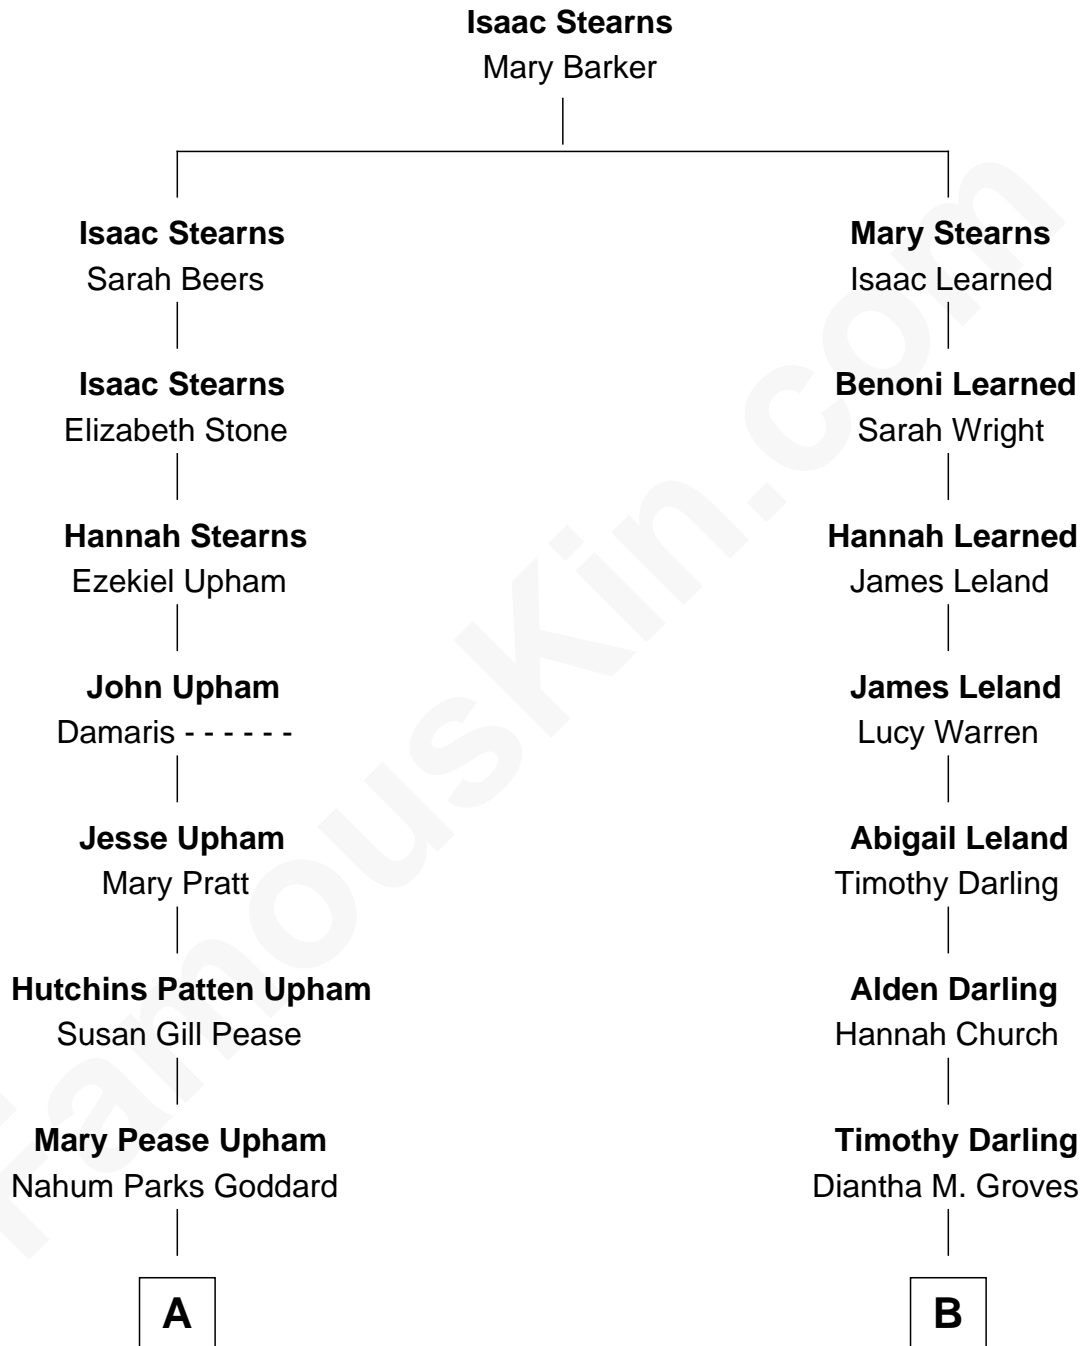 Isaac Stearns
Mary Barker
Isaac Stearns
Sarah Beers
Mary Stearns
Isaac Learned
Isaac Stearns
Elizabeth Stone
Benoni Learned
Sarah Wright
Hannah Stearns
Ezekiel Upham
Hannah Learned
James Leland
John Upham
Damaris - - - - - -
James Leland
Lucy Warren
Jesse Upham
Mary Pratt
Abigail Leland
Timothy Darling
Hutchins Patten Upham
Susan Gill Pease
Alden Darling
Hannah Church
Mary Pease Upham
Nahum Parks Goddard
Timothy Darling
Diantha M. Groves
A
B
FamousKin.com